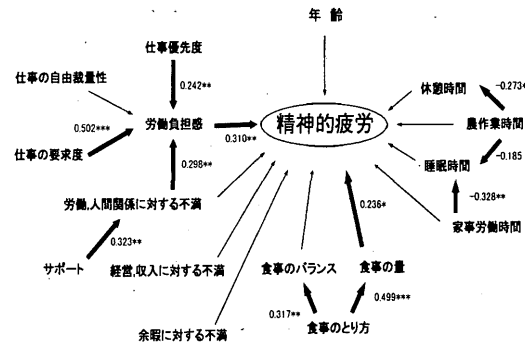 年 齢
仕事優先度
仕事の自由裁量性
0.242**
休憩時間
-0.273*
0.502***
労働負担感
0.310**
精神的疲労
農作業時間
仕事の要求度
-0.185
0.298**
睡眠時間
労働,人間関係に対する不満
0.236*
-0.328**
0.323**
家事労働時間
サポート
経営,収入に対する不満
食事のバランス
食事の量
0.317**
0.499***
余暇に対する不満
食事のとり方